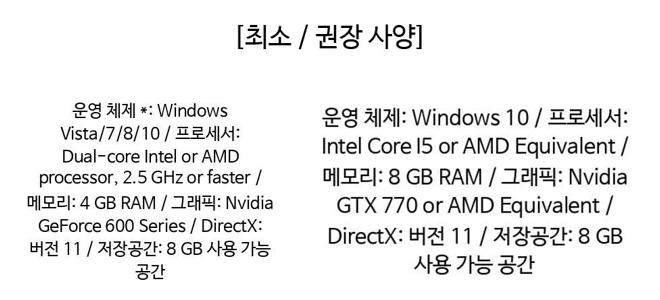 [최소 / 권장 사양]
운영 체제 *: Windows
Vista/7/8/10 / 프로세서:
Dual-core Intel or AMD
processor, 2.5 GHz or faster /
메모리: 4 GB RAM / 그래픽: Nvidia
GeForce 600 Series / DirectX:
버전 11 / 저장공간: 8 GB 사용 가능
공간
운영 체제: Windows 10 / 프로세서:
Intel Core I5 or AMD Equivalent /
메모리: 8 GB RAM / 그래픽: Nvidia
GTX 770 or AMD Equivalent /
DirectX: 버전 11 / 저장공간: 8 GB
사용 가능 공간